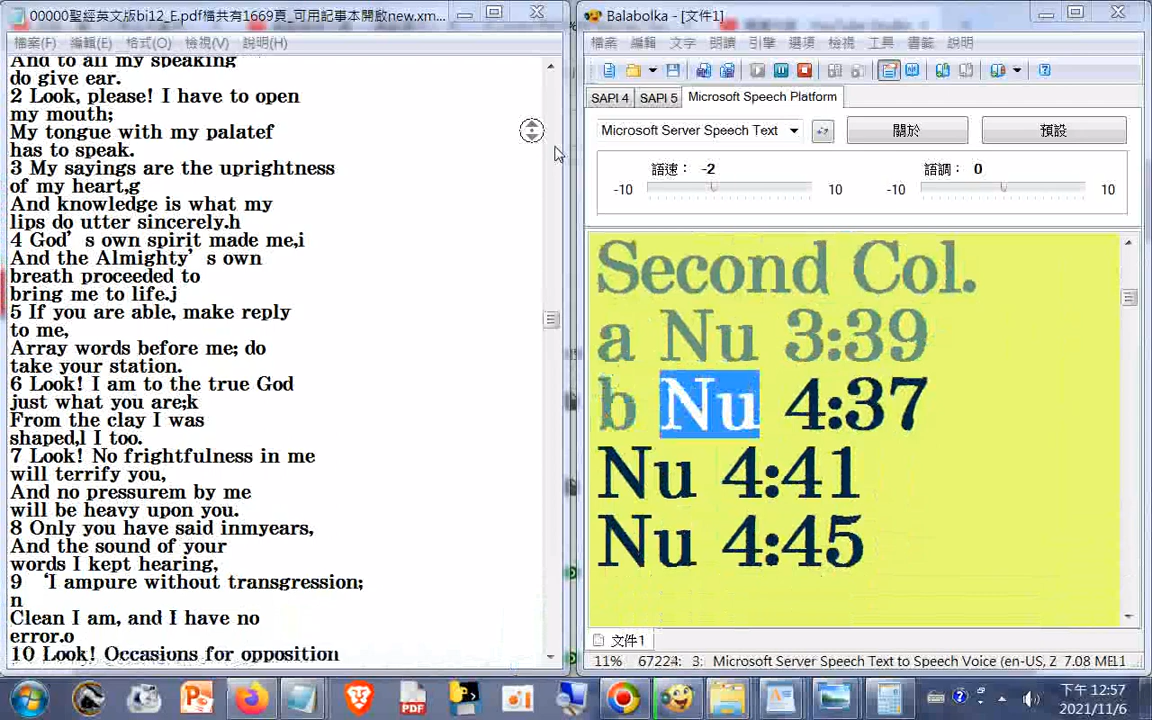 00000聖經英文版bi12_E.pdf檔共有1669頁_可用記事本開啟new.xm...
檔案(F) 編輯(E) 格式(O) 檢視(V) 說明(H)
And to all my speaking
do give ear.
2 Look, please! I have to open
my mouth;
My tongue with my palatef
has to speak.
3 My sayings are the uprightness
of my heart,g
And knowledge is what my
lips do utter sincerely.h
4 God’s own spirit made me,i
And the Almighty’s own
breath proceeded to
bring me to life.j
5 If you are able, make reply
to me,
Array words before me; do
take your station.
6 Look! I am to the true God
just what you are;k
From the clay I was
shaped,l I too.
7 Look! No frightfulness in me
will terrify you,
And no pressurem by me
will be heavy upon you.
8 Only you have said inmyears,
And the sound of your
words I kept hearing,
9 ‘I ampure without transgression;
n
Clean I am, and I have no
error.o
10 Look! Occasions for opposition
Balabolka - [文件1]
檔案 編輯 文字 朗讀 引擎 選項 檢視 工具 書籤 說明
SAPI 4 SAPI 5 Microsoft Speech Platform
Microsoft Server Speech Text 關於 預設
語速: -2 語調: 0
-10 10 -10 10
Second Col.
a Nu 3:39
b Nu 4:37
Nu 4:41
Nu 4:45
文件1
11% 67224: 3: Microsoft Server Speech Text to Speech Voice (en-US, Z 7.08 ME
下午 12:57
2021/11/6